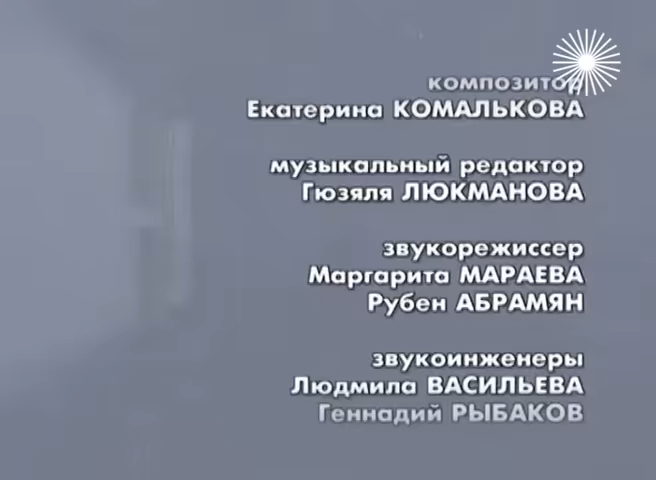 композитор
Екатерина КОМАЛЬКОВА
музыкальный редактор
Гюзяля ЛЮКМАНОВА
звукорежиссер
Маргарита МАРАЕВА
Рубен АБРАМЯН
звукоинженеры
Людмила ВАСИЛЬЕВА
Геннадий РЫБАКОВ